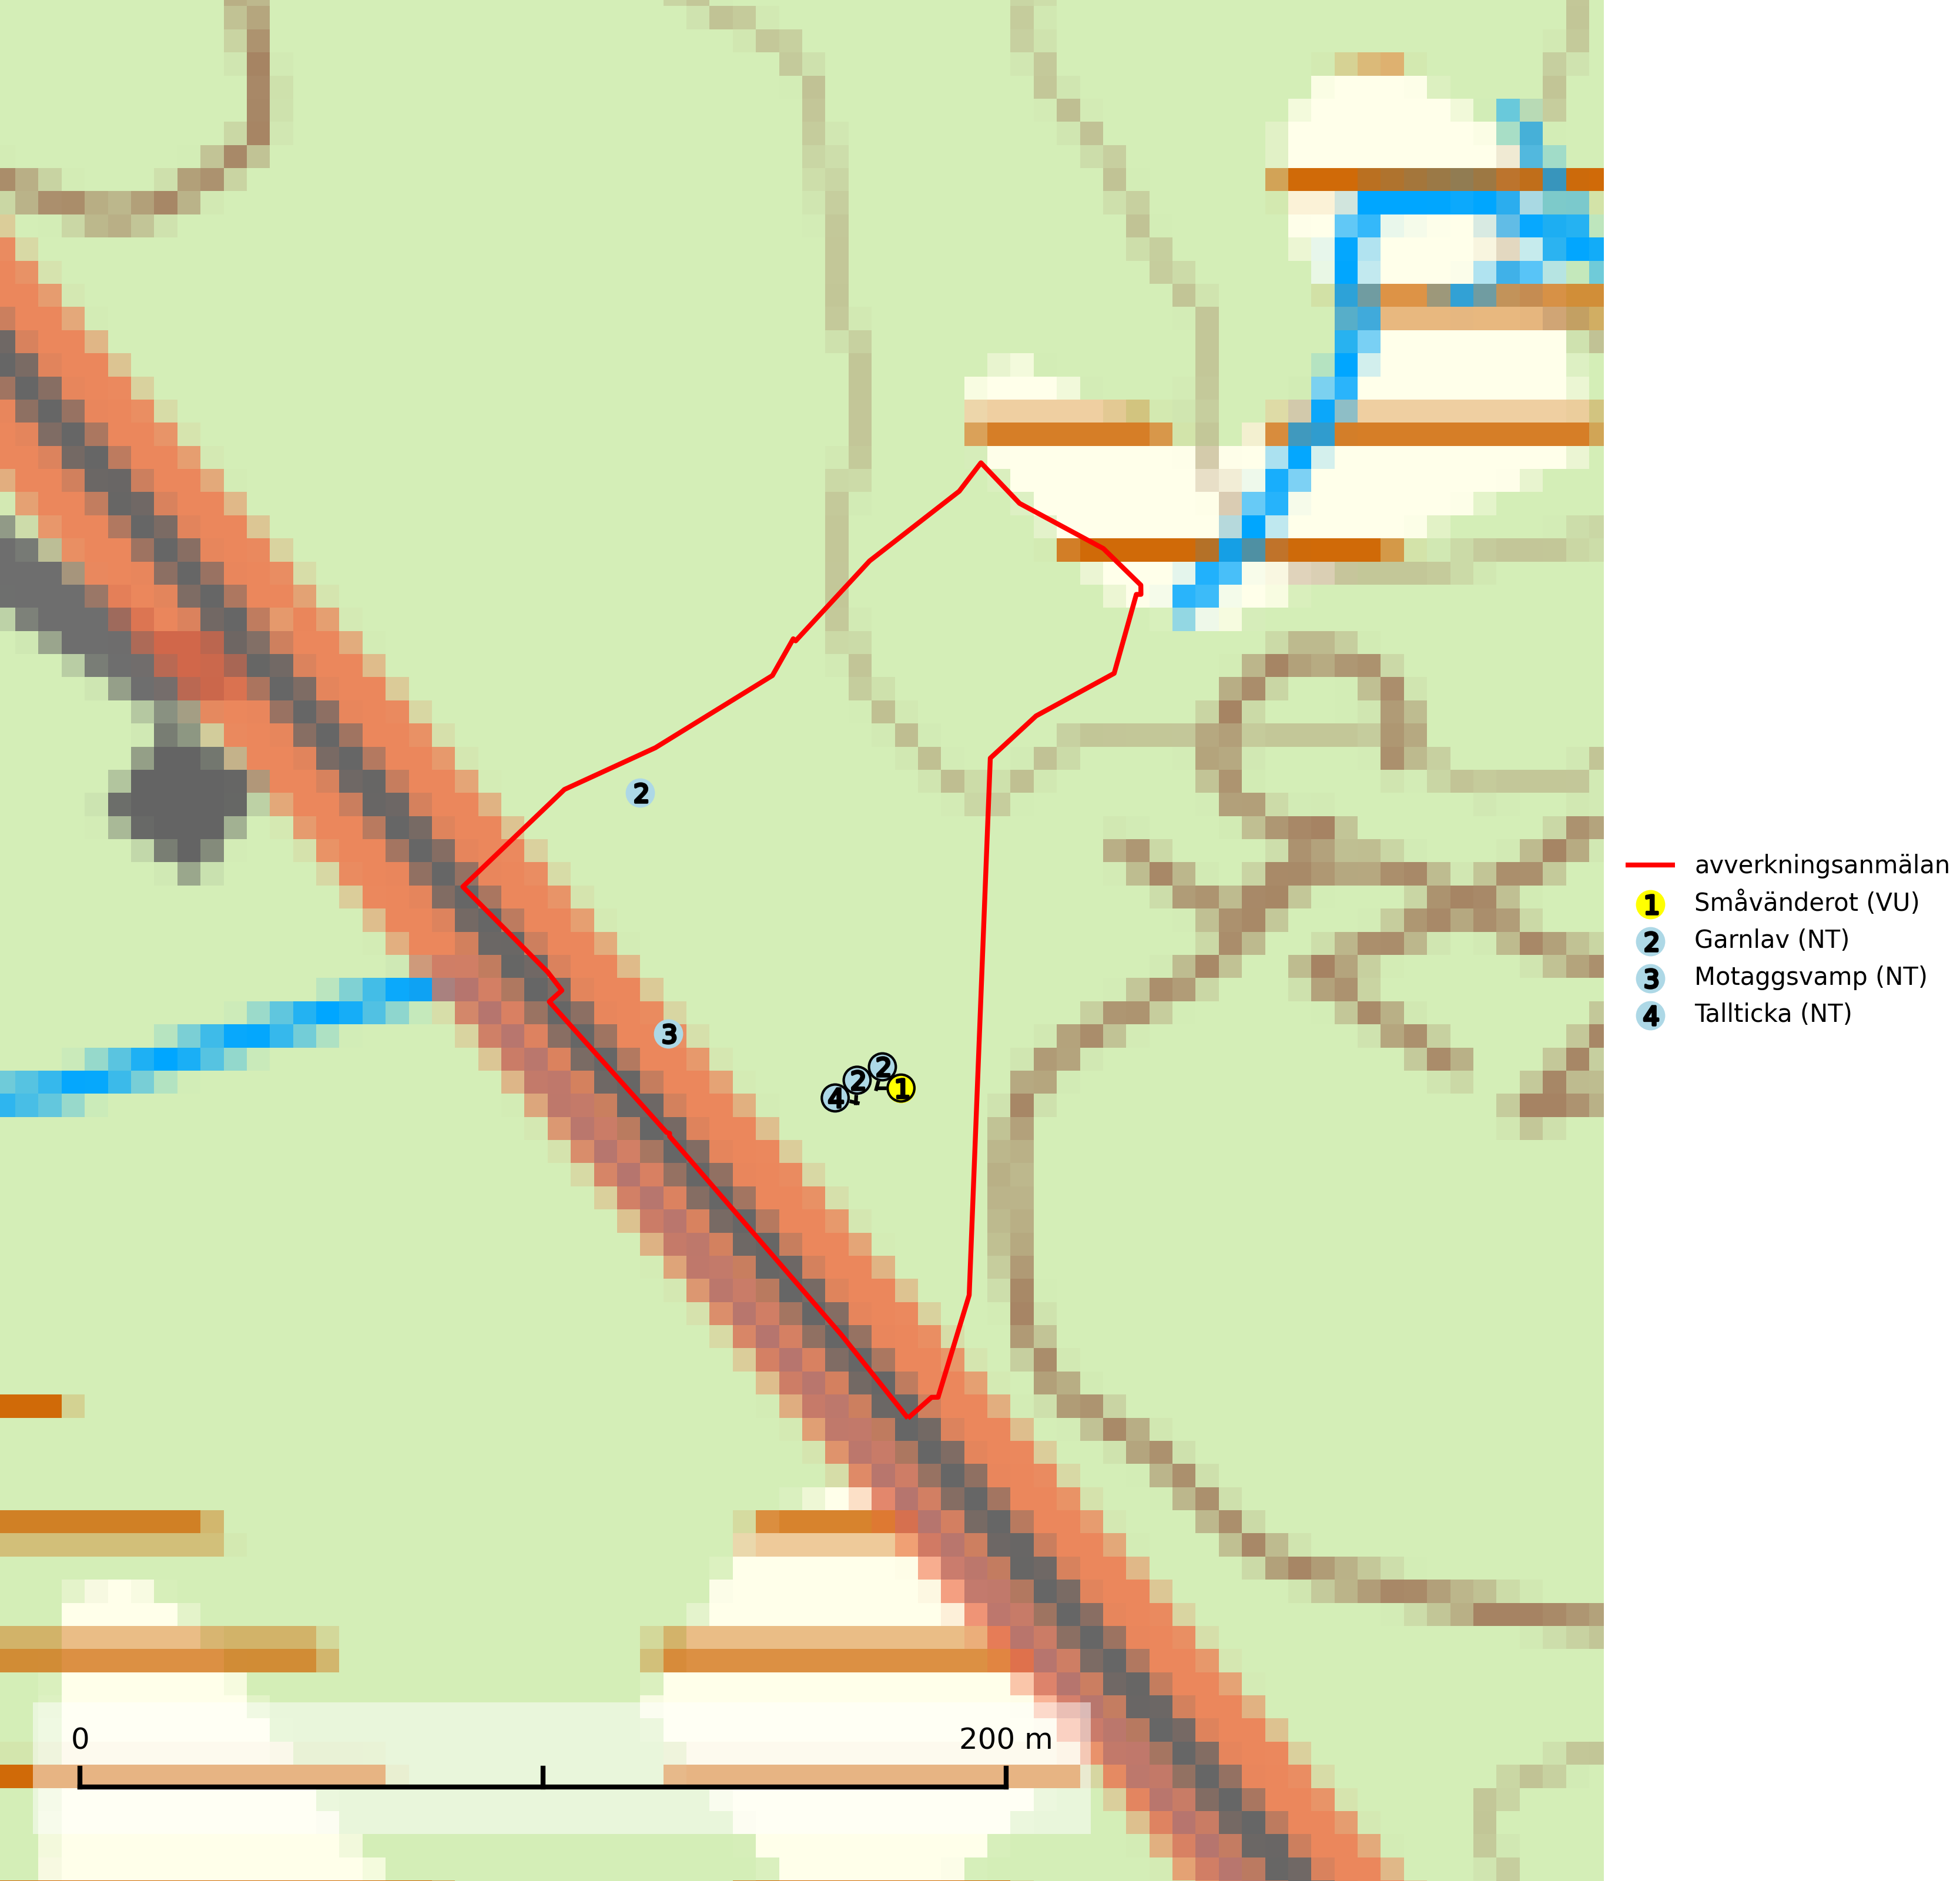 2
3
2
2
1
4
avverkningsanmälan
1 Småvänderot (VU)
2 Garnlav (NT)
3 Motaggsvamp (NT)
4 Tallticka (NT)
0 200 m